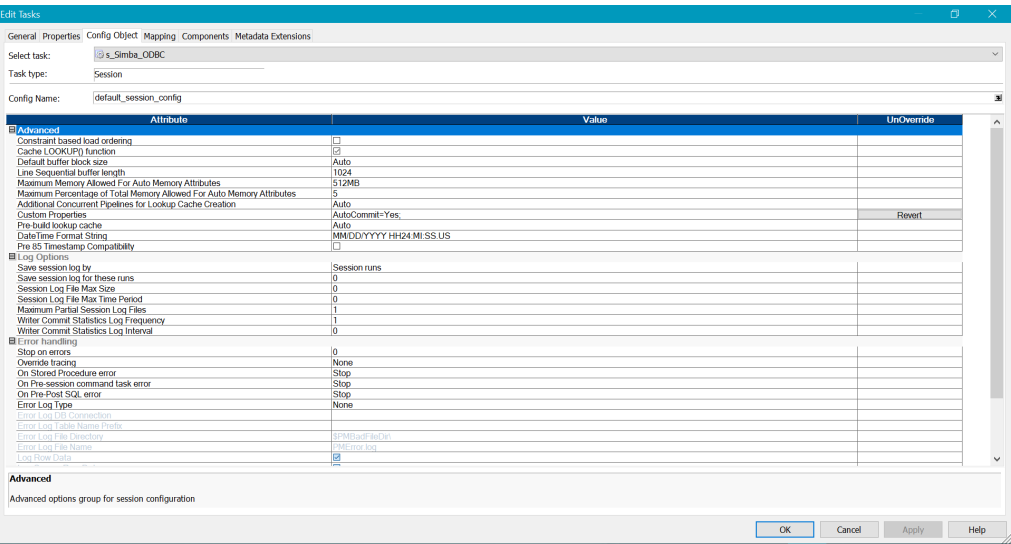 Edit Tasks
General Properties Config Object Mapping Components Metadata Extensions
Select task: s_Simba_ODBC
Task type: Session
Config Name: default_session_config
Attribute Value UnOverride
Advanced
Constraint based load ordering
Cache LOOKUP() function
Default buffer block size Auto
Line Sequential buffer length 1024
Maximum Memory Allowed For Auto Memory Attributes 512MB
Maximum Percentage of Total Memory Allowed For Auto Memory Attributes 5
Additional Concurrent Pipelines for Lookup Cache Creation Auto
Custom Properties AutoCommit=Yes; Revert
Pre-build lookup cache Auto
DateTime Format String MM/DD/YYYY HH24:MI:SS.US
Pre 85 Timestamp Compatibility
Log Options
Save session log by Session runs
Save session log for these runs 0
Session Log File Max Size 0
Session Log File Max Time Period 0
Maximum Partial Session Log Files 1
Writer Commit Statistics Log Frequency 1
Writer Commit Statistics Log Interval 0
Error handling
Stop on errors 0
Override tracing None
On Stored Procedure error Stop
On Pre-session command task error Stop
On Pre-Post SQL error Stop
Error Log Type None
Error Log DB Connection
Error Log Table Name Prefix
Error Log File Directory $PMBadFileDir\
Error Log File Name PMError.log
Log Row Data
Advanced
Advanced options group for session configuration
OK Cancel Apply Help